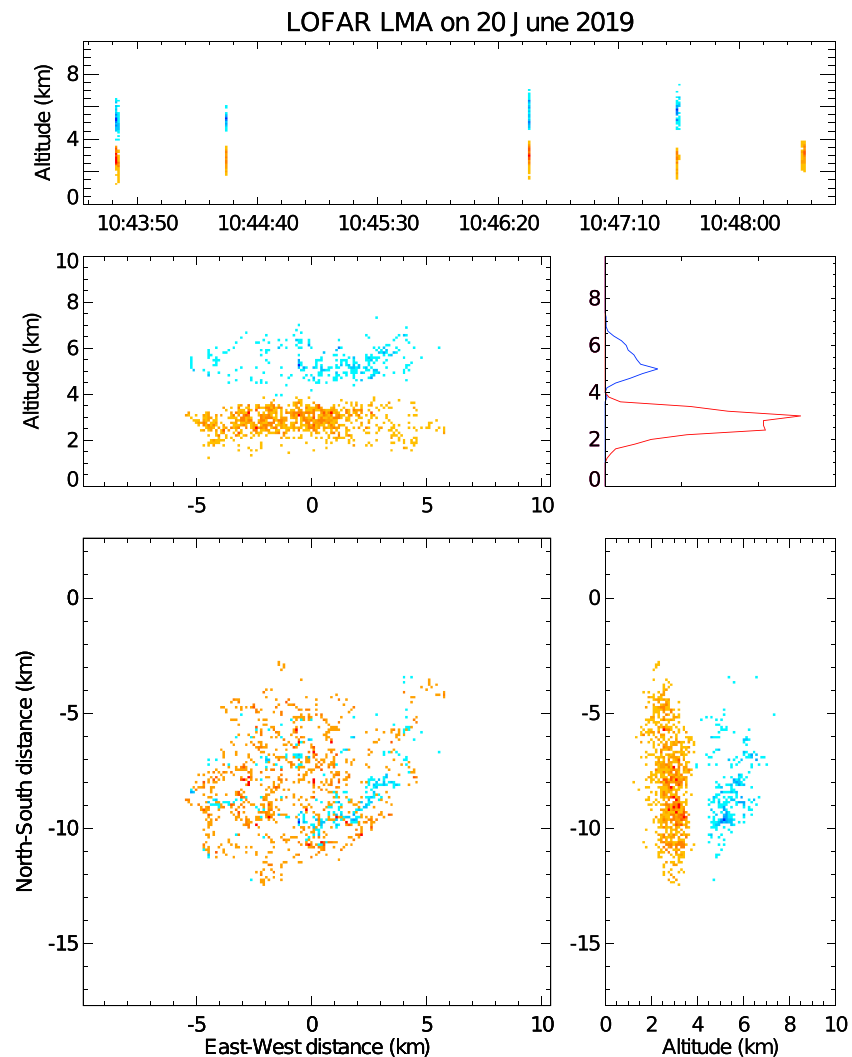 LOFAR LMA on 20 June 2019
Altitude (km)
8
4
0
10:43:50 10:44:40 10:45:30 10:46:20 10:47:10 10:48:00
Altitude (km)
10
8
6
4
2
0
-5 0 5 10
8
6
4
2
0
North-South distance (km)
0
-5
-10
-15
-5 0 5 10
East-West distance (km)
0
-5
-10
-15
0 2 4 6 8 10
Altitude (km)